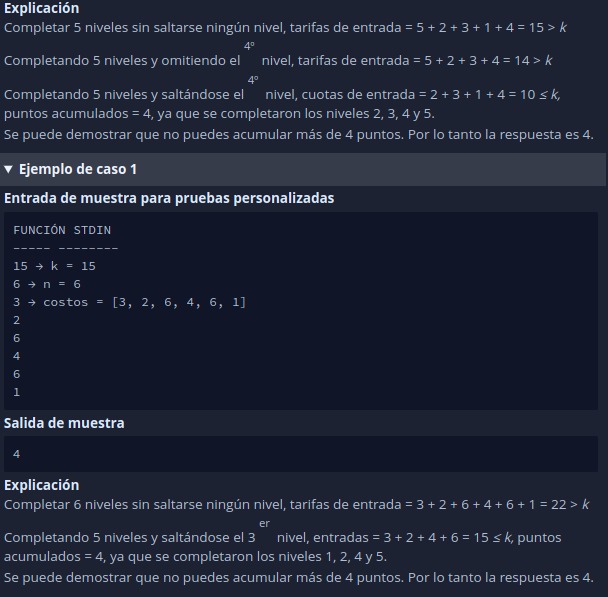 Explicación
Completar 5 niveles sin saltarse ningún nivel, tarifas de entrada = 5 + 2 + 3 + 1 + 4 = 15 > k
Completando 5 niveles y omitiendo el 4º nivel, tarifas de entrada = 5 + 2 + 3 + 4 = 14 > k
Completando 5 niveles y saltándose el 4º nivel, cuotas de entrada = 2 + 3 + 1 + 4 = 10 ≤ k,
puntos acumulados = 4, ya que se completaron los niveles 2, 3, 4 y 5.
Se puede demostrar que no puedes acumular más de 4 puntos. Por lo tanto la respuesta es 4.
▼ Ejemplo de caso 1
Entrada de muestra para pruebas personalizadas
FUNCIÓN STDIN
----- --------
15 → k = 15
6 → n = 6
3 → costos = [3, 2, 6, 4, 6, 1]
2
6
4
6
1
Salida de muestra
4
Explicación
Completar 6 niveles sin saltarse ningún nivel, tarifas de entrada = 3 + 2 + 6 + 4 + 6 + 1 = 22 > k
Completando 5 niveles y saltándose el 3er nivel, entradas = 3 + 2 + 4 + 6 = 15 ≤ k, puntos
acumulados = 4, ya que se completaron los niveles 1, 2, 4 y 5.
Se puede demostrar que no puedes acumular más de 4 puntos. Por lo tanto la respuesta es 4.